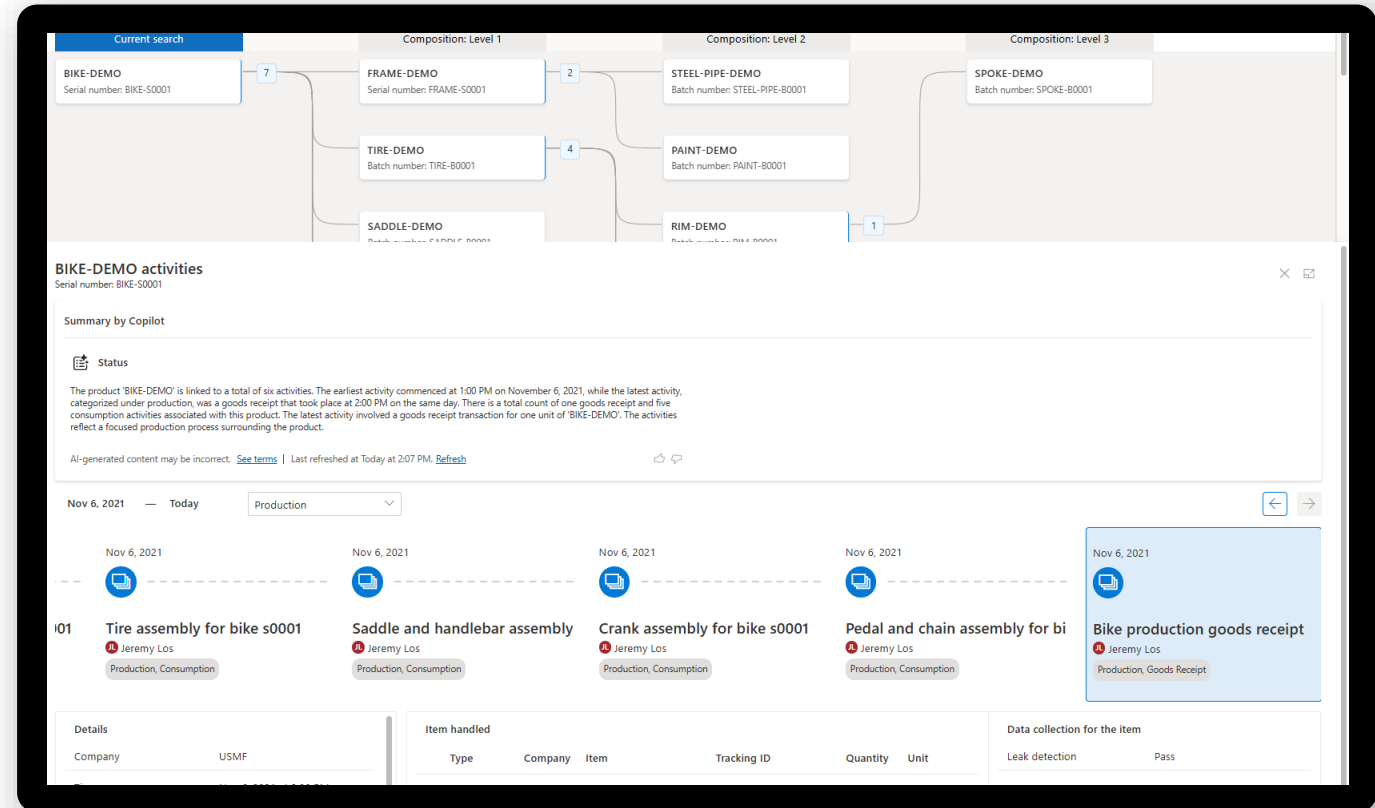 Current search
Composition: Level 1
Composition: Level 2
Composition: Level 3
BIKE-DEMO
Serial number: BIKE-S0001
7
FRAME-DEMO
Serial number: FRAME-S0001
2
STEEL-PIPE-DEMO
Batch number: STEEL-PIPE-B0001
SPOKE-DEMO
Batch number: SPOKE-B0001
TIRE-DEMO
Batch number: TIRE-B0001
4
PAINT-DEMO
Batch number: PAINT-B0001
SADDLE-DEMO
Batch number: SADDLE-B0001
RIM-DEMO
Batch number: RIM-B0001
1
BIKE-DEMO activities
Serial number: BIKE-S0001
Summary by Copilot
Status
The product 'BIKE-DEMO' is linked to a total of six activities. The earliest activity commenced at 1:00 PM on November 6, 2021, while the latest activity,
categorized under production, was a goods receipt that took place at 2:00 PM on the same day. There is a total count of one goods receipt and five
consumption activities associated with this product. The latest activity involved a goods receipt transaction for one unit of 'BIKE-DEMO'. The activities
reflect a focused production process surrounding the product.
AI-generated content may be incorrect. See terms | Last refreshed at Today at 2:07 PM. Refresh
Nov 6, 2021 — Today
Production
Nov 6, 2021
Nov 6, 2021
Nov 6, 2021
Nov 6, 2021
Nov 6, 2021
001
Tire assembly for bike s0001
JL Jeremy Los
Production, Consumption
Saddle and handlebar assembly
JL Jeremy Los
Production, Consumption
Crank assembly for bike s0001
JL Jeremy Los
Production, Consumption
Pedal and chain assembly for bi
JL Jeremy Los
Production, Consumption
Bike production goods receipt
JL Jeremy Los
Production, Goods Receipt
Details
Company USMF
Item handled
Type Company Item Tracking ID Quantity Unit
Data collection for the item
Leak detection Pass